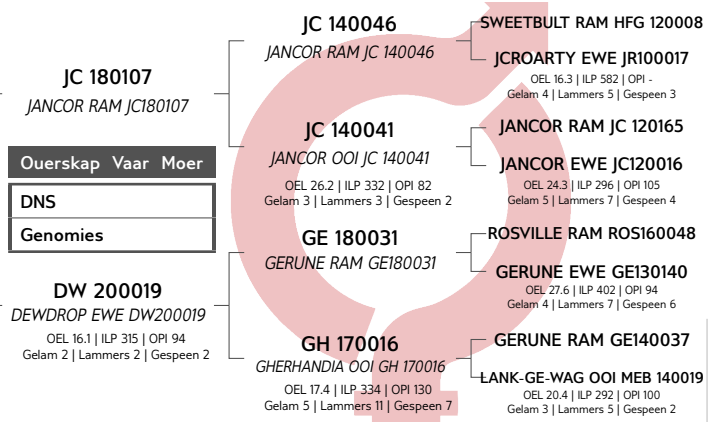 JC 180107
JANCOR RAM JC180107
Ouerskap Vaar Moer
DNS
Genomies
DW 200019
DEWDROP EWE DW200019
OEL 16.1 | ILP 315 | OPI 94
Gelam 2 | Lammers 2 | Gespeen 2
JC 140046
JANCOR RAM JC 140046
JC 140041
JANCOR OOI JC 140041
OEL 26.2 | ILP 332 | OPI 82
Gelam 3 | Lammers 3 | Gespeen 2
GE 180031
GERUNE RAM GE180031
GH 170016
GHERHANDIA OOI GH 170016
OEL 17.4 | ILP 334 | OPI 130
Gelam 5 | Lammers 11 | Gespeen 7
SWEETBULT RAM HFG 120008
JCROARTY EWE JR100017
OEL 16.3 | ILP 582 | OPI -
Gelam 4 | Lammers 5 | Gespeen 3
JANCOR RAM JC 120165
JANCOR EWE JC120016
OEL 24.3 | ILP 296 | OPI 105
Gelam 5 | Lammers 7 | Gespeen 4
ROSVILLE RAM ROS160048
GERUNE EWE GE130140
OEL 27.6 | ILP 402 | OPI 94
Gelam 4 | Lammers 7 | Gespeen 6
GERUNE RAM GE140037
LANK-GE-WAG OOI MEB 140019
OEL 20.4 | ILP 292 | OPI 100
Gelam 3 | Lammers 5 | Gespeen 2